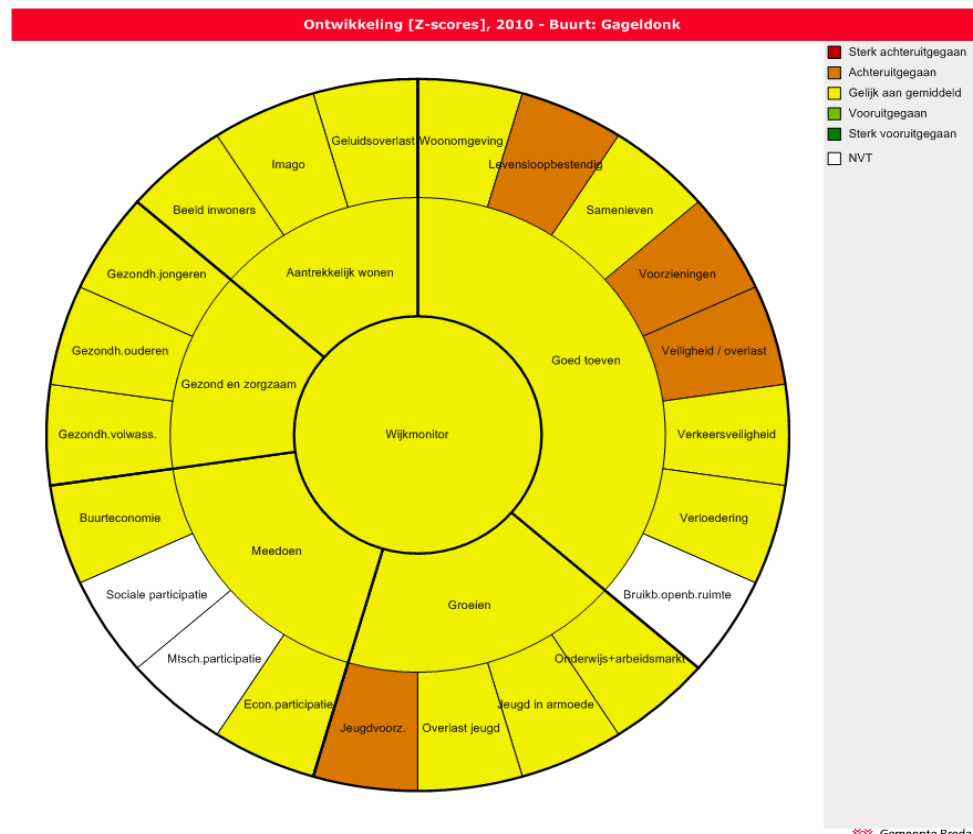 Ontwikkeling [Z-scores], 2010 - Buurt: Gageldonk
Sterk achteruitgegaan
Achteruitgegaan
Gelijk aan gemiddeld
Vooruitgegaan
Sterk vooruitgegaan
NVT
Geluidsoverlast
Woonomgeving
Imago
Levensloopbestendig
Beeld inwoners
Samenleven
Gezondh.jongeren
Aantrekkelijk wonen
Voorzieningen
Gezondh.ouderen
Veiligheid / overlast
Goed toeven
Gezond en zorgzaam
Gezondh.volwass.
Wijkmonitor
Verkeersveiligheid
Buurteconomie
Verloedering
Meedoen
Sociale participatie
Groeien
Bruikb.openb.ruimte
Mtsch.participatie
Onderwijs+arbeidsmarkt
Econ.participatie
Jeugd in armoede
Jeugdvoorz.
Overlast jeugd
Gemeente Breda